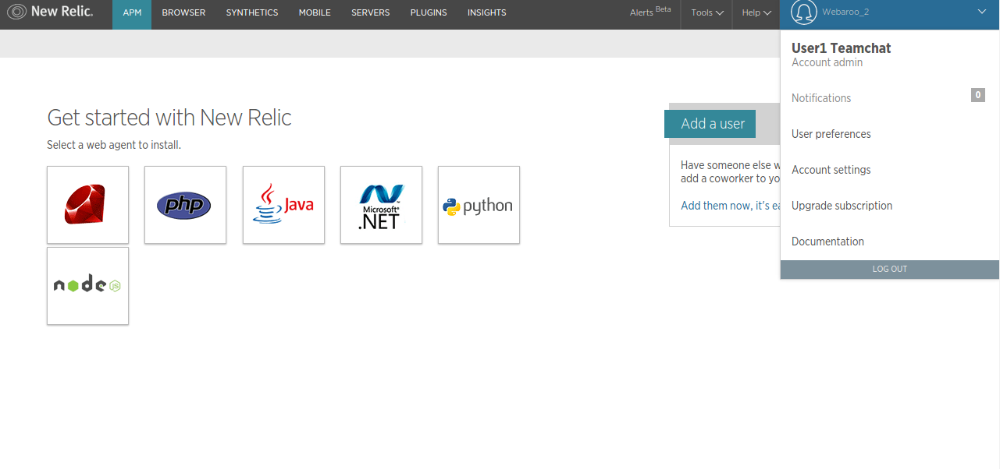 New Relic.
APM BROWSER SYNTHETICS MOBILE SERVERS PLUGINS INSIGHTS Alerts Beta Tools Help Webaroo_2
User1 Teamchat
Account admin
Notifications 0
User preferences
Account settings
Upgrade subscription
Documentation
LOG OUT
Get started with New Relic
Select a web agent to install.
php
Java
Microsoft
.NET
python
node
JS
Add a user
Have someone else w
add a coworker to yo
Add them now, it's ea